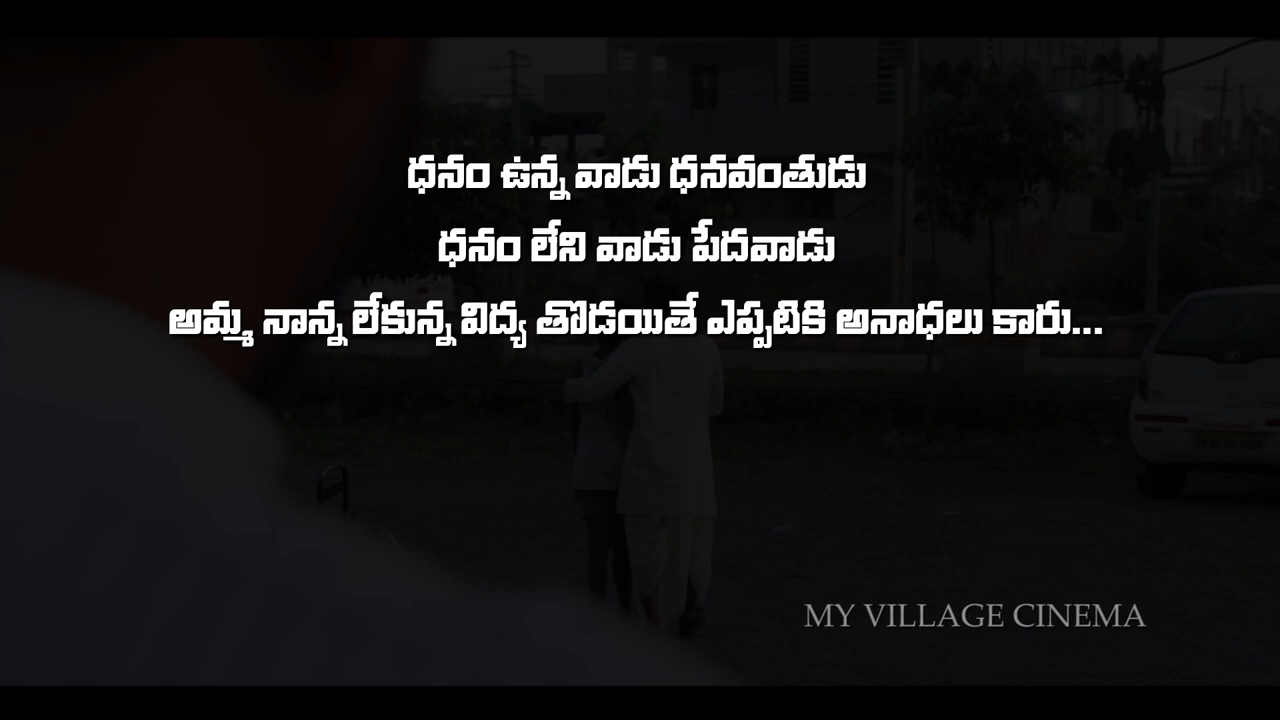 ధనం ఉన్న వాడు ధనవంతుడు
ధనం లేని వాడు పేదవాడు
అమ్మ నాన్న లేకున్న విద్య తొడయితే ఎప్పటికి అనాధలు కారు...
MY VILLAGE CINEMA